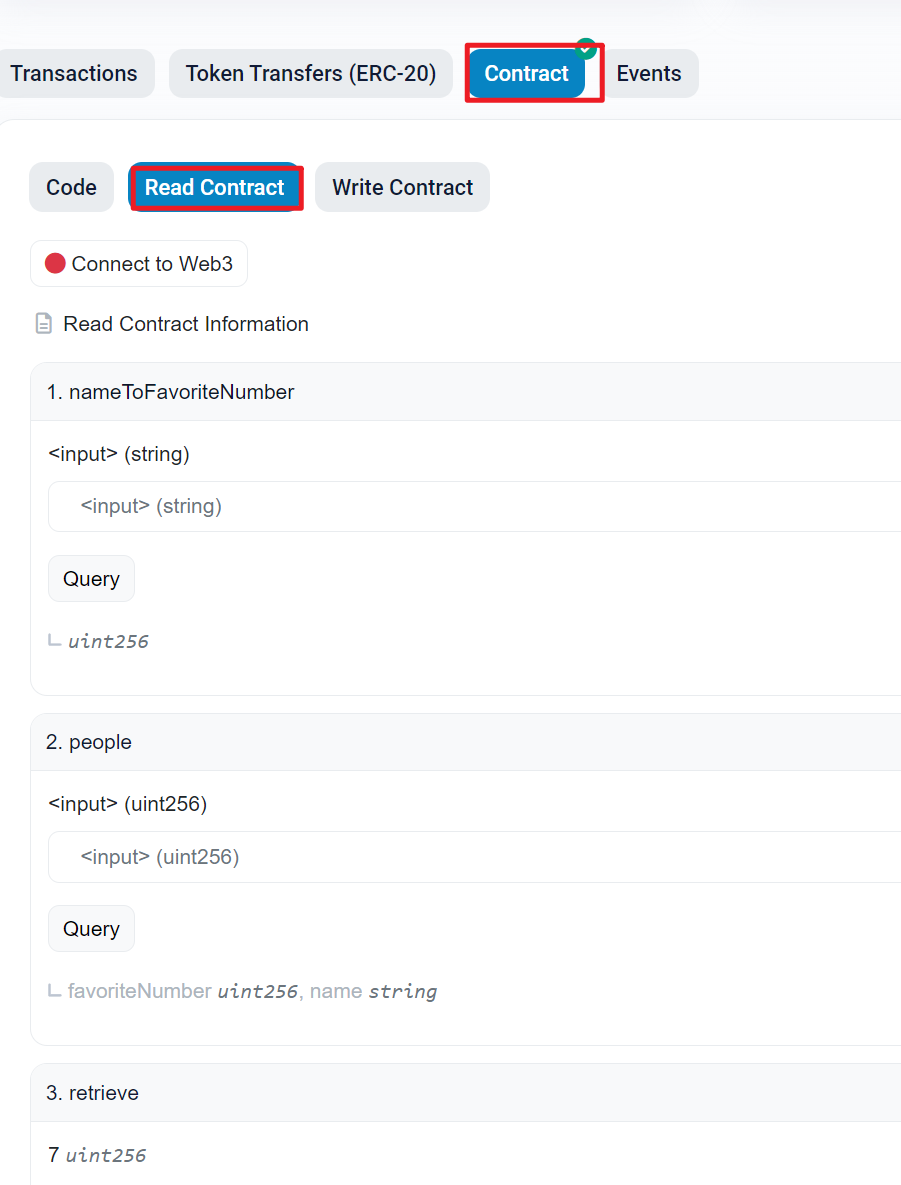 Transactions Token Transfers (ERC-20) Contract Events
Code Read Contract Write Contract
Connect to Web3
Read Contract Information
1. nameToFavoriteNumber
<input> (string)
<input> (string)
Query
uint256
2. people
<input> (uint256)
<input> (uint256)
Query
favoriteNumber uint256, name string
3. retrieve
7 uint256